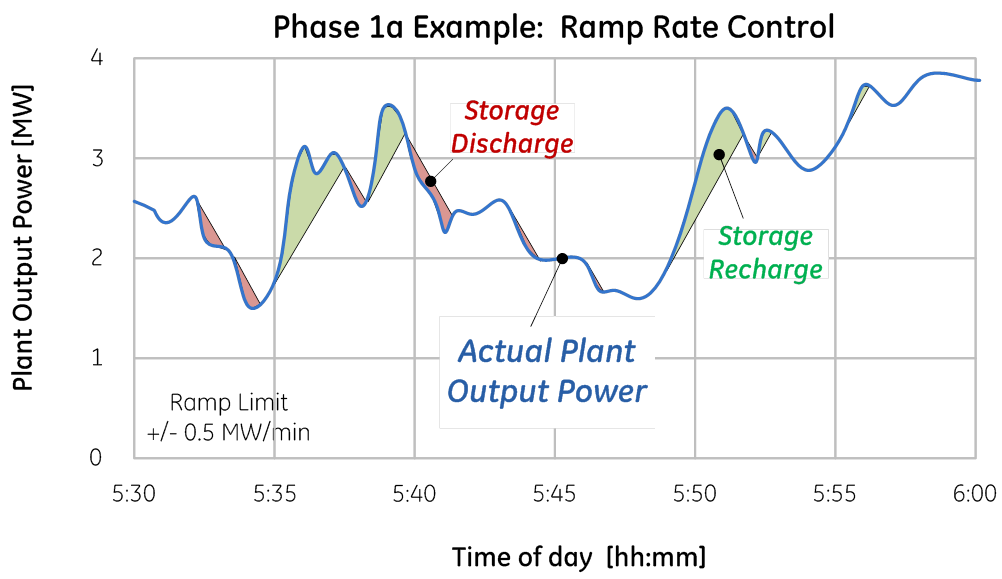 Phase 1a Example:  Ramp Rate Control
Plant Output Power [MW]
4
3
2
1
0
Storage
Discharge
Storage
Recharge
Actual Plant
Output Power
Ramp Limit
+/- 0.5 MW/min
5:30 5:35 5:40 5:45 5:50 5:55 6:00
Time of day  [hh:mm]